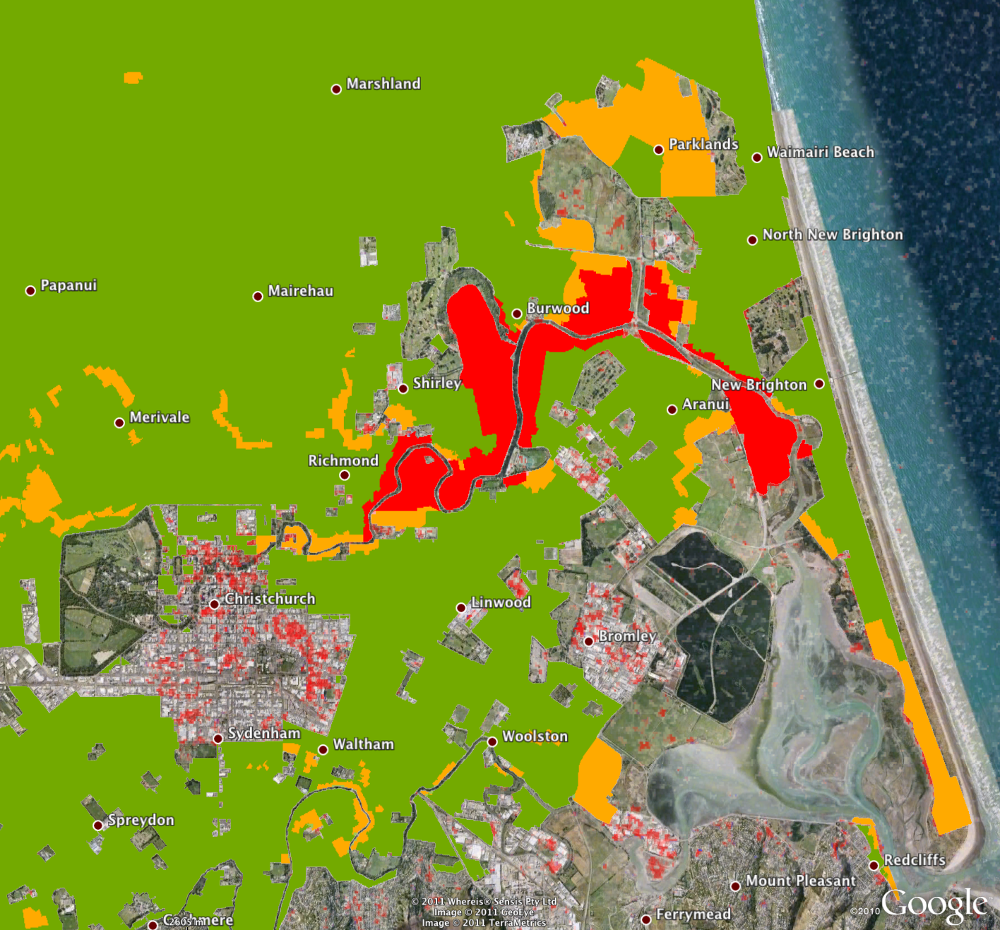 Marshland
Parklands
Waimairi Beach
North New Brighton
Papanui
Mairehau
Burwood
Shirley
New Brighton
Aranui
Merivale
Richmond
Christchurch
Linwood
Bromley
Sydenham
Waltham
Woolston
Spreydon
Redcliffs
Mount Pleasant
Ferrymead
© 2011 Whereis® Sensis Pty Ltd
Image © 2011 GeoEye
Image © 2011 TerraMetrics
©2010 Google
2605 m